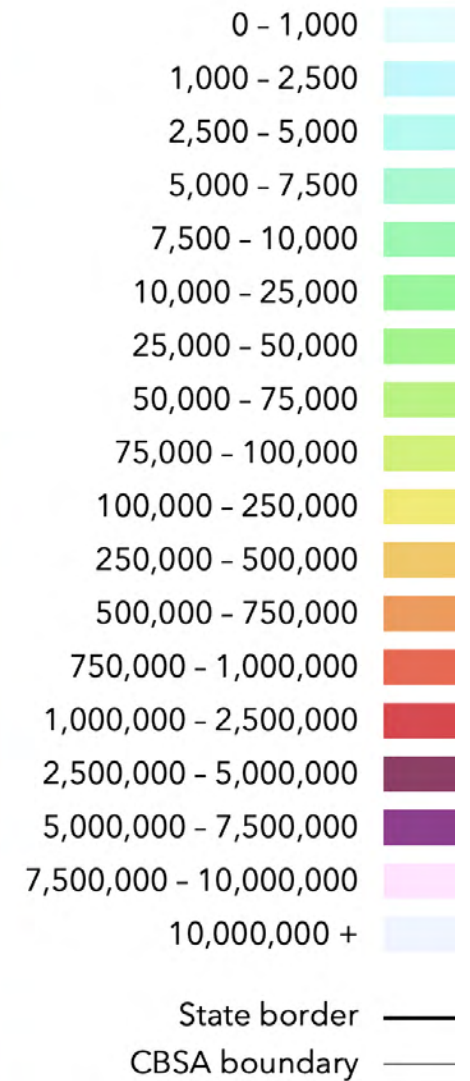 0 – 1,000
1,000 – 2,500
2,500 – 5,000
5,000 – 7,500
7,500 – 10,000
10,000 – 25,000
25,000 – 50,000
50,000 – 75,000
75,000 – 100,000
100,000 – 250,000
250,000 – 500,000
500,000 – 750,000
750,000 – 1,000,000
1,000,000 – 2,500,000
2,500,000 – 5,000,000
5,000,000 – 7,500,000
7,500,000 – 10,000,000
10,000,000 +
State border
CBSA boundary